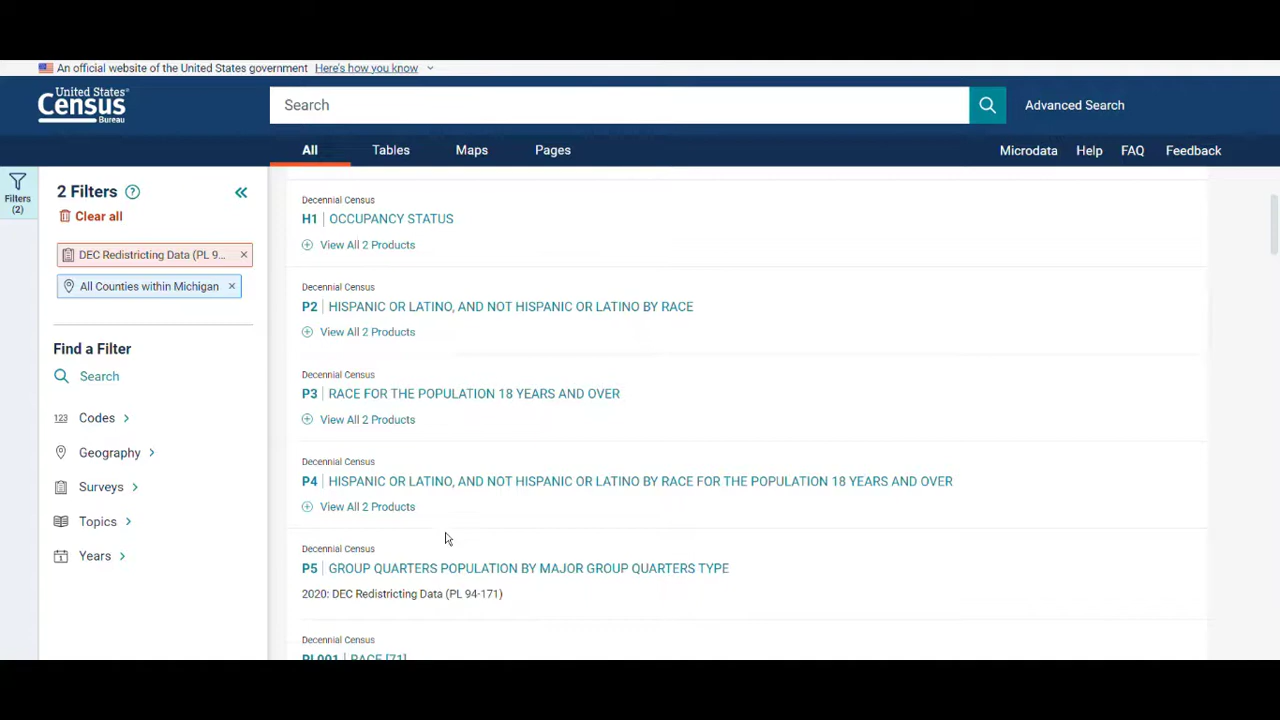 An official website of the United States government Here's how you know
United States®
Census
Bureau
Search
Advanced Search
All Tables Maps Pages
Microdata Help FAQ Feedback
Filters
(2)
2 Filters
Clear all
DEC Redistricting Data (PL 9...
All Counties within Michigan
Find a Filter
Search
123 Codes
Geography
Surveys
Topics
Years
Decennial Census
H1 | OCCUPANCY STATUS
View All 2 Products
Decennial Census
P2 | HISPANIC OR LATINO, AND NOT HISPANIC OR LATINO BY RACE
View All 2 Products
Decennial Census
P3 | RACE FOR THE POPULATION 18 YEARS AND OVER
View All 2 Products
Decennial Census
P4 | HISPANIC OR LATINO, AND NOT HISPANIC OR LATINO BY RACE FOR THE POPULATION 18 YEARS AND OVER
View All 2 Products
Decennial Census
P5 | GROUP QUARTERS POPULATION BY MAJOR GROUP QUARTERS TYPE
2020: DEC Redistricting Data (PL 94-171)
Decennial Census
PL001 | RACE [71]